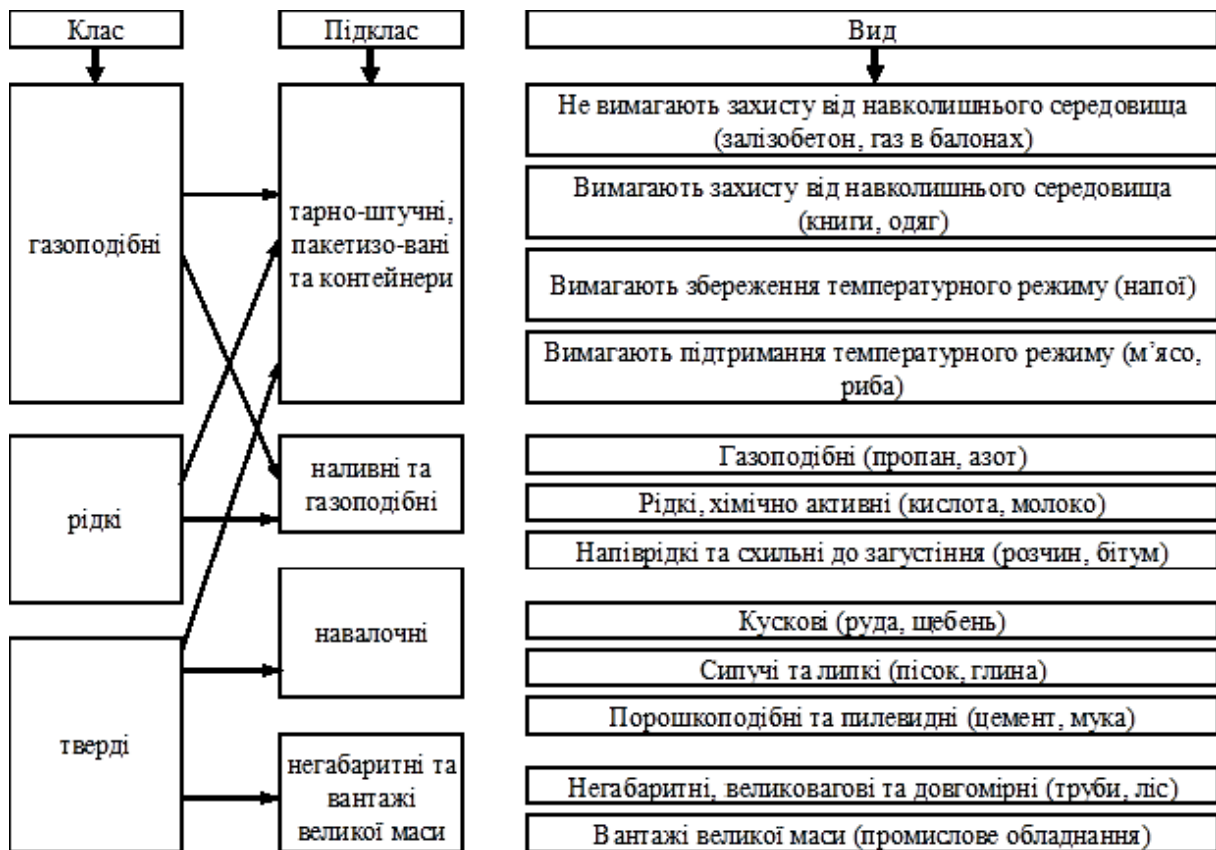 Клас
Підклас
Вид
газоподібні
рідкі
тверді
тарно-штучні,
пакетизо-вані
та контейнери
наливні та
газоподібні
навалочні
негабаритні та
вантажі
великої маси
Не вимагають захисту від навколишнього середовища
(залізобетон, газ в балонах)
Вимагають захисту від навколишнього середовища
(книги, одяг)
Вимагають збереження температурного режиму (напої)
Вимагають підтримання температурного режиму (м’ясо,
риба)
Газоподібні (пропан, азот)
Рідкі, хімічно активні (кислота, молоко)
Напіврідкі та схильні до загустіння (розчин, бітум)
Кускові (руда, щебень)
Сипучі та липкі (пісок, глина)
Порошкоподібні та пилевидні (цемент, мука)
Негабаритні, великовагові та довгомірні (труби, ліс)
Вантажі великої маси (промислове обладнання)